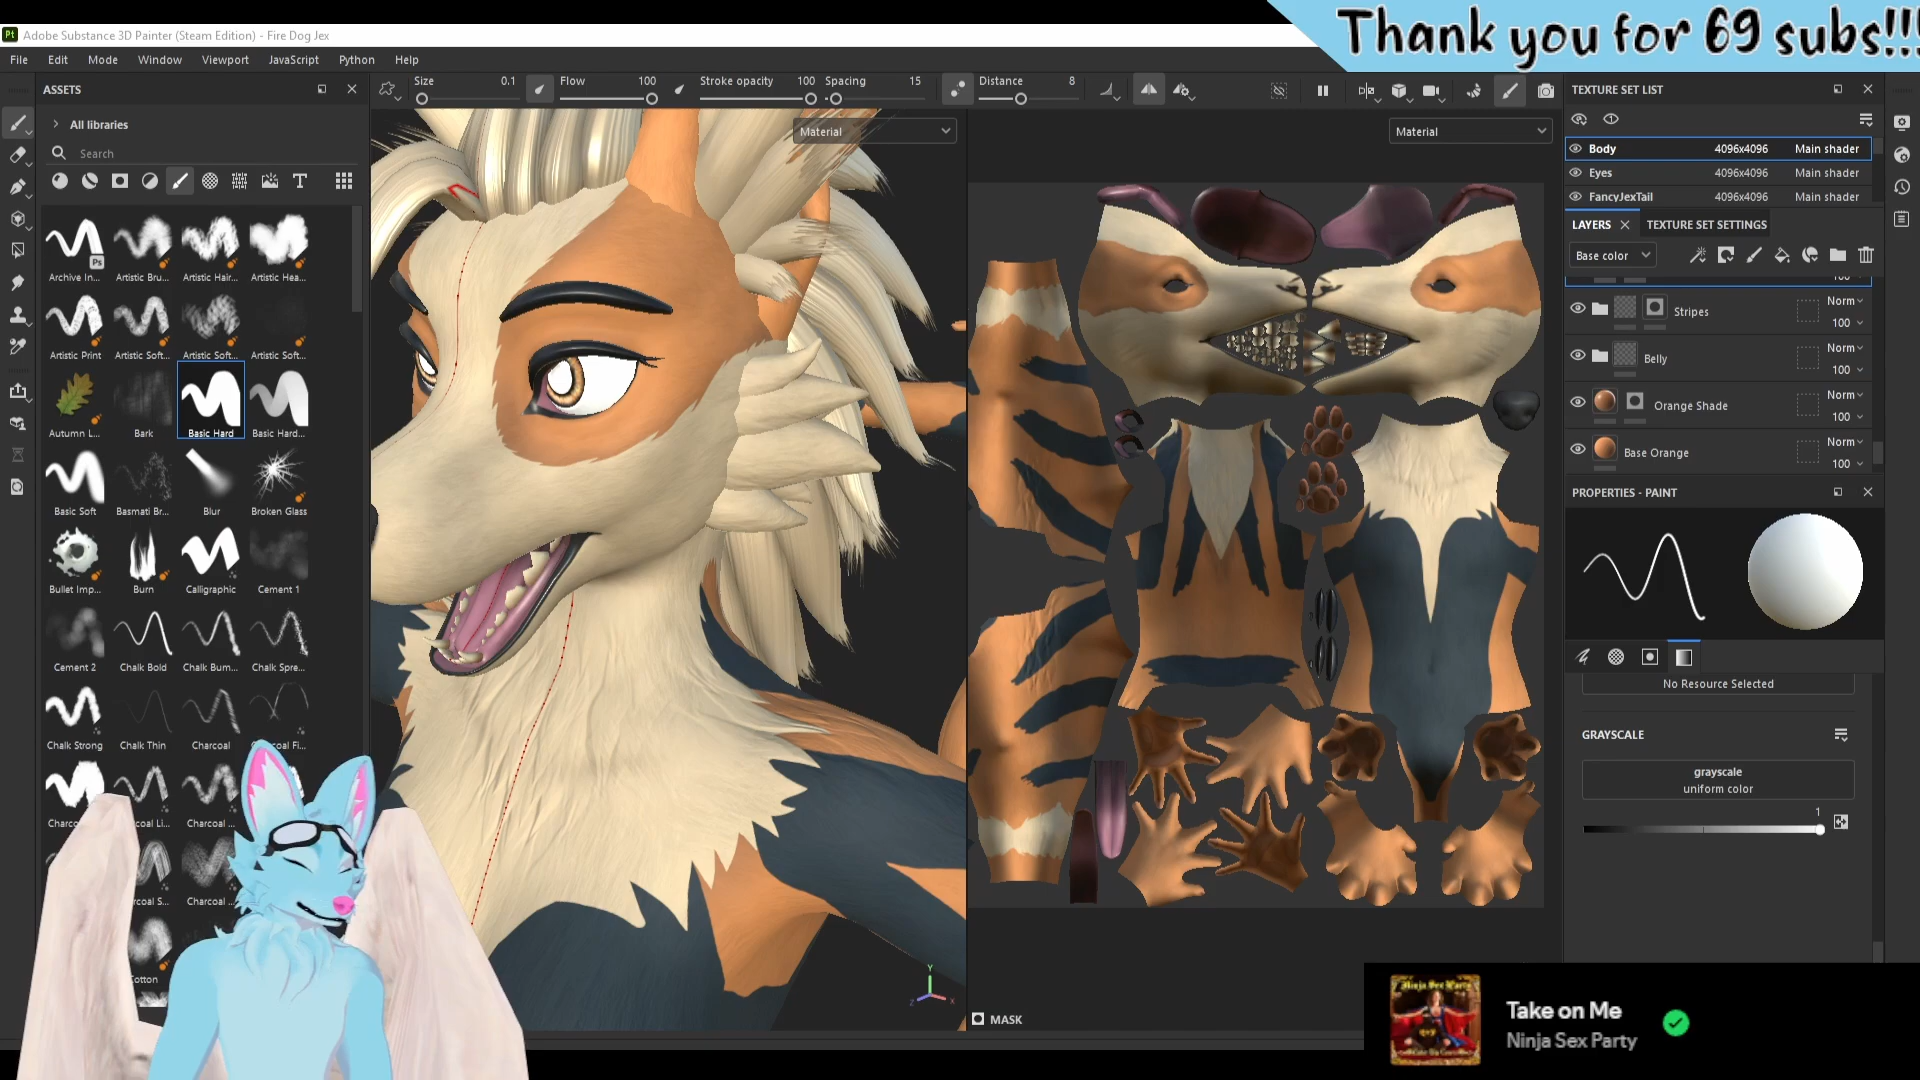 Thank you for 69 subs!!!
Adobe Substance 3D Painter (Steam Edition) - Fire Dog Jex
File Edit Mode Window Viewport JavaScript Python Help
ASSETS
Size 0.1 Flow 100 Stroke opacity 100 Spacing 15 Distance 8
All libraries
Search
Material
Material
Archive In...
Artistic Bru...
Artistic Hair...
Artistic Hea...
Artistic Print
Artistic Soft...
Artistic Soft...
Artistic Soft...
Autumn L...
Bark
Basic Hard
Basic Hard...
Basic Soft
Basmati Br...
Blur
Broken Glass
Bullet Imp...
Burn
Calligraphic
Cement 1
Cement 2
Chalk Bold
Chalk Bum...
Chalk Spre...
Chalk Strong
Chalk Thin
Charcoal
MASK
TEXTURE SET LIST
Body 4096x4096 Main shader
Eyes 4096x4096 Main shader
FancyJexTail 4096x4096 Main shader
LAYERS TEXTURE SET SETTINGS
Base color
Stripes Norm 100
Belly Norm 100
Orange Shade Norm 100
Base Orange Norm 100
PROPERTIES - PAINT
No Resource Selected
GRAYSCALE
grayscale
uniform color
1
Take on Me
Ninja Sex Party